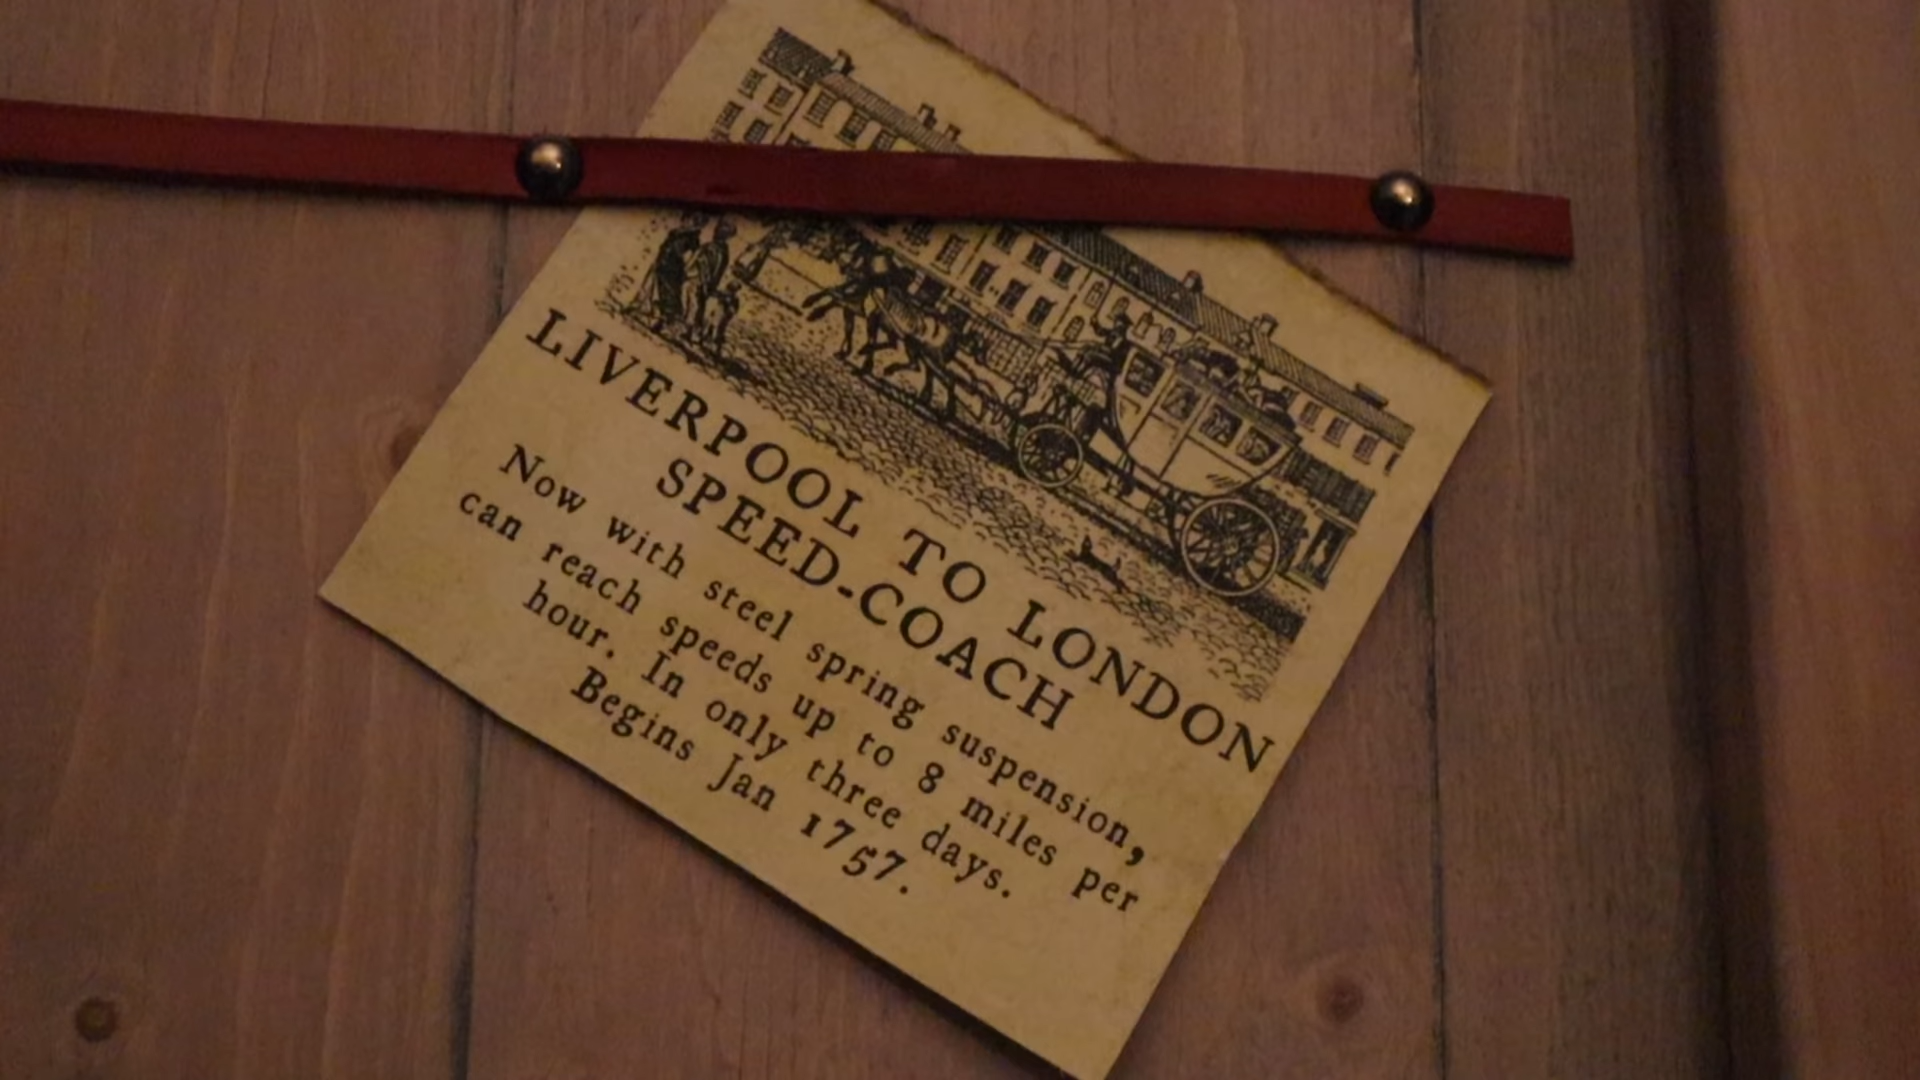 LIVERPOOL TO LONDON
SPEED-COACH
Now with steel spring suspension,
can reach speeds up to 8 miles per
hour. In only three days.
Begins Jan 1757.